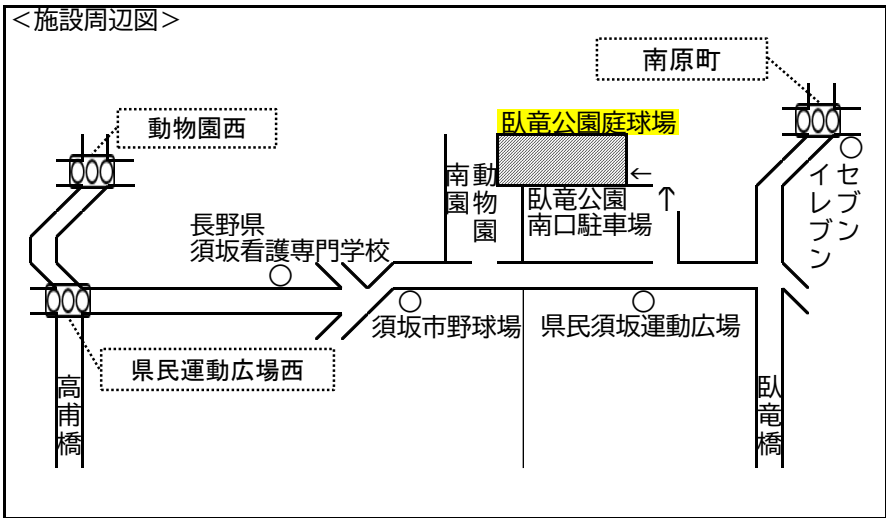 ＜施設周辺図＞
南原町
動物園西
臥竜公園庭球場
セブン
イレブン
動物園
南園
←
臥竜公園
南口駐車場
↑
長野県
須坂看護専門学校
須坂市野球場
県民須坂運動広場
県民運動広場西
高甫橋
臥竜橋